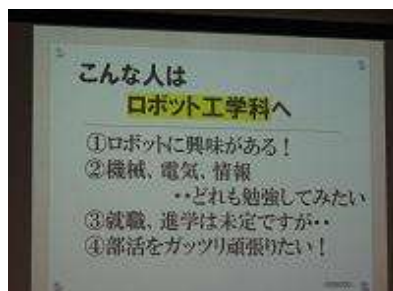 こんな人は
ロボット工学科へ
①ロボットに興味がある！
②機械、電気、情報
‥どれも勉強してみたい
③就職、進学は未定ですが‥
④部活をガッツリ頑張りたい！